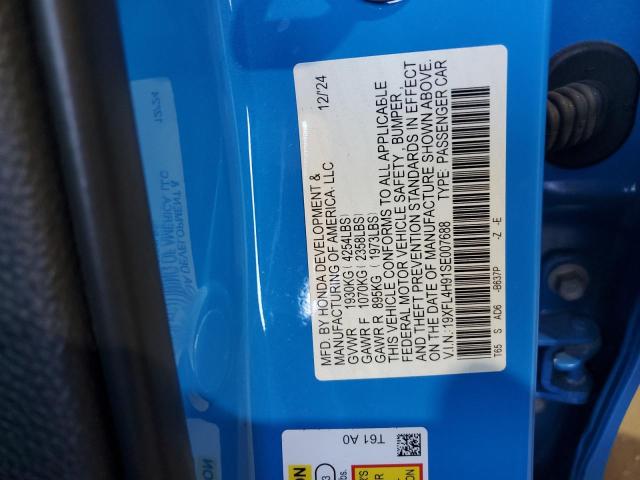 MFD. BY HONDA DEVELOPMENT & 12/'24
MANUFACTURING OF AMERICA. LLC
GVWR 1930KG( 4254LBS)
GAWR F 1070KG( 2358LBS)
GAWR R 895KG ( 1973LBS)
THIS VEHICLE CONFORMS TO ALL APPLICABLE
FEDERAL MOTOR VEHICLE SAFETY, BUMPER,
AND THEFT PREVENTION STANDARDS IN EFFECT
ON THE DATE OF MANUFACTURE SHOWN ABOVE.
V.I.N.: 19XFL4H91SE007688 TYPE: PASSENGER CAR
T65 S AD6 -B637P -Z -E
T61 A0